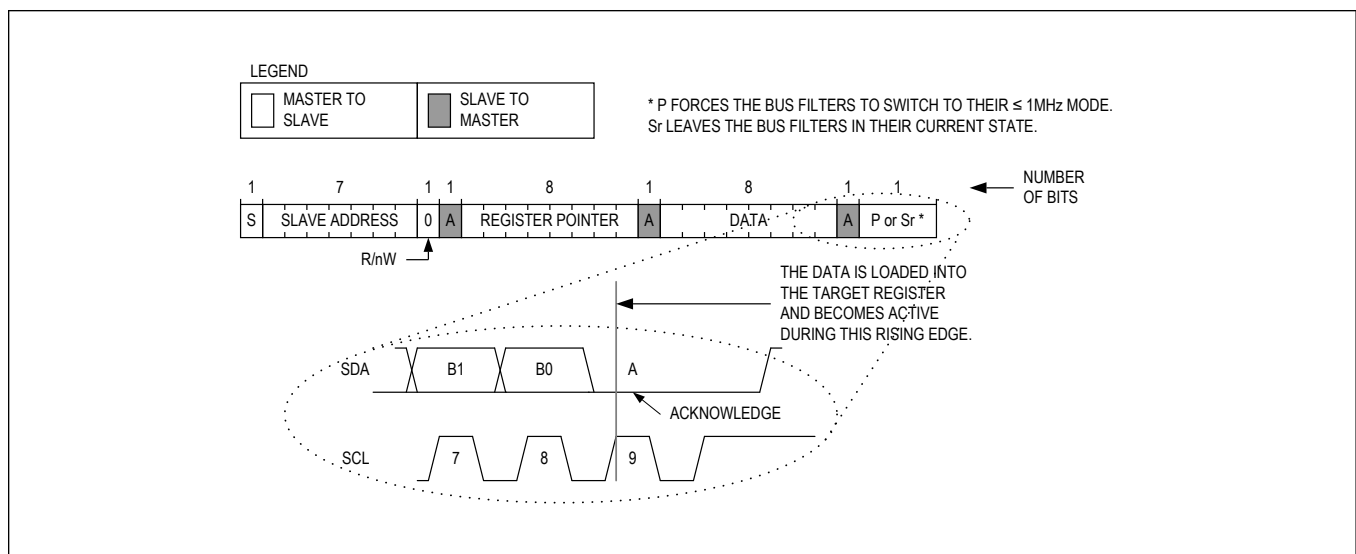 LEGEND
MASTER TO
SLAVE
SLAVE TO
MASTER
* P FORCES THE BUS FILTERS TO SWITCH TO THEIR ≤ 1MHz MODE.
Sr LEAVES THE BUS FILTERS IN THEIR CURRENT STATE.
1 7 1 1 8 1 8 1 1
NUMBER
OF BITS
S SLAVE ADDRESS 0 A REGISTER POINTER A DATA A P or Sr *
R/nW
THE DATA IS LOADED INTO
THE TARGET REGISTER
AND BECOMES ACTIVE
DURING THIS RISING EDGE.
SDA B1 B0 A
ACKNOWLEDGE
SCL 7 8 9